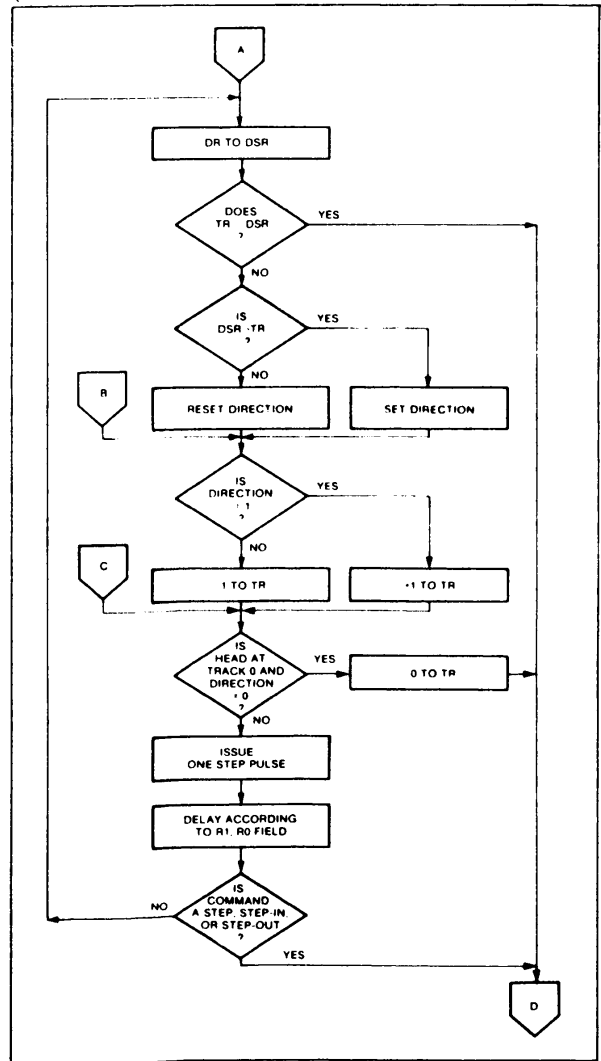 A
DR TO DSR
DOES
TR DSR
?
YES
NO
IS
DSR TR
?
YES
NO
B
RESET DIRECTION
SET DIRECTION
IS
DIRECTION
1
?
YES
NO
C
1 TO TR
+1 TO TR
IS
HEAD AT
TRACK 0 AND
DIRECTION
0
?
YES
0 TO TR
NO
ISSUE
ONE STEP PULSE
DELAY ACCORDING
TO R1, R0 FIELD
IS
COMMAND
A STEP, STEP-IN,
OR STEP-OUT
?
NO
YES
D